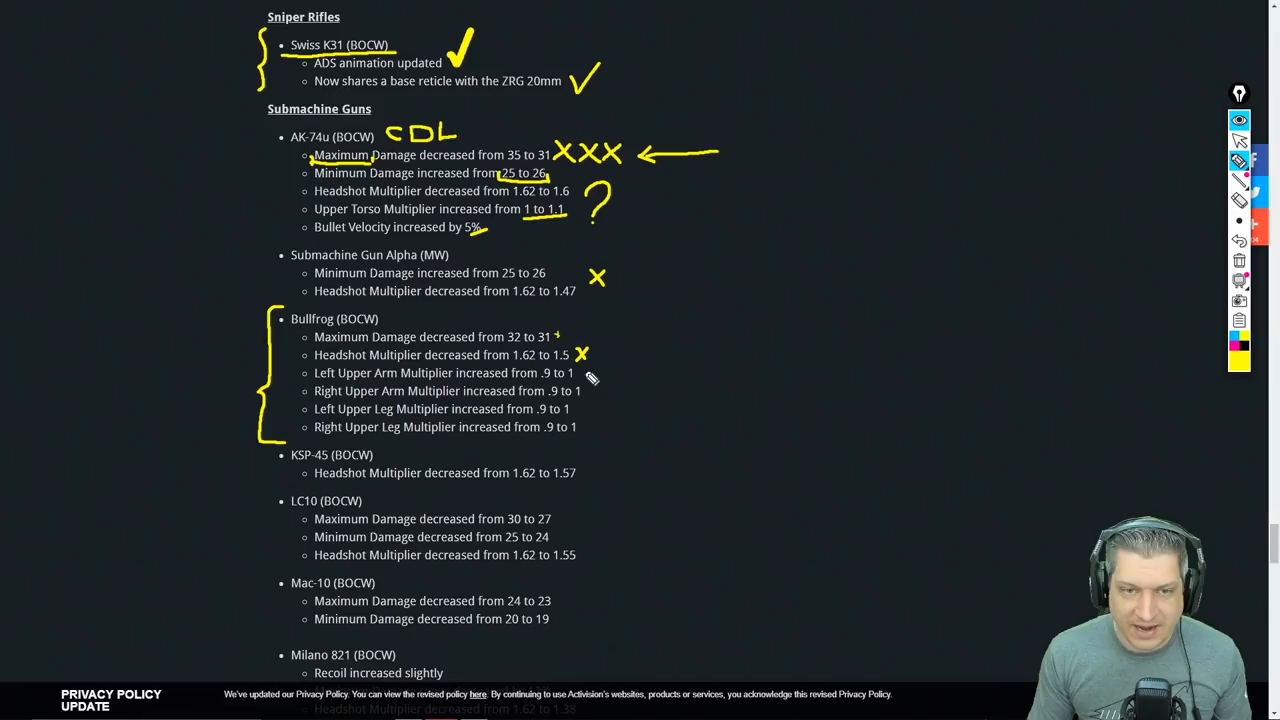 Sniper Rifles
Swiss K31 (BOCW)
ADS animation updated
Now shares a base reticle with the ZRG 20mm
Submachine Guns
AK-74u (BOCW) CDL
Maximum Damage decreased from 35 to 31 XXX
Minimum Damage increased from 25 to 26
Headshot Multiplier decreased from 1.62 to 1.6 ?
Upper Torso Multiplier increased from 1 to 1.1
Bullet Velocity increased by 5%
Submachine Gun Alpha (MW)
Minimum Damage increased from 25 to 26 X
Headshot Multiplier decreased from 1.62 to 1.47
Bullfrog (BOCW)
Maximum Damage decreased from 32 to 31
Headshot Multiplier decreased from 1.62 to 1.5 X
Left Upper Arm Multiplier increased from .9 to 1
Right Upper Arm Multiplier increased from .9 to 1
Left Upper Leg Multiplier increased from .9 to 1
Right Upper Leg Multiplier increased from .9 to 1
KSP-45 (BOCW)
Headshot Multiplier decreased from 1.62 to 1.57
LC10 (BOCW)
Maximum Damage decreased from 30 to 27
Minimum Damage decreased from 25 to 24
Headshot Multiplier decreased from 1.62 to 1.55
Mac-10 (BOCW)
Maximum Damage decreased from 24 to 23
Minimum Damage decreased from 20 to 19
Milano 821 (BOCW)
Recoil increased slightly
PRIVACY POLICY UPDATE
We've updated our Privacy Policy. You can view the revised policy here. By continuing to use Activision's websites, products or services, you acknowledge this revised Privacy Policy.
Headshot Multiplier decreased from 1.62 to 1.38